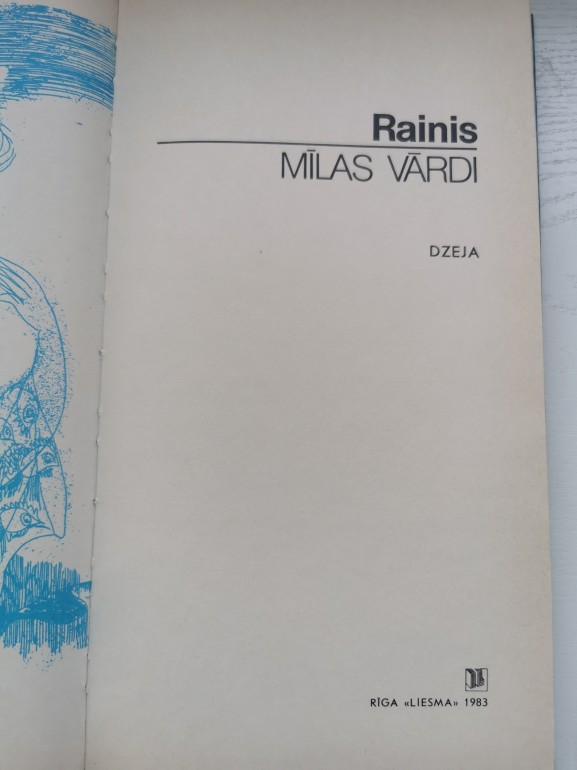 Rainis
MĪLAS VĀRDI
DZEJA
RĪGA «LIESMA» 1983